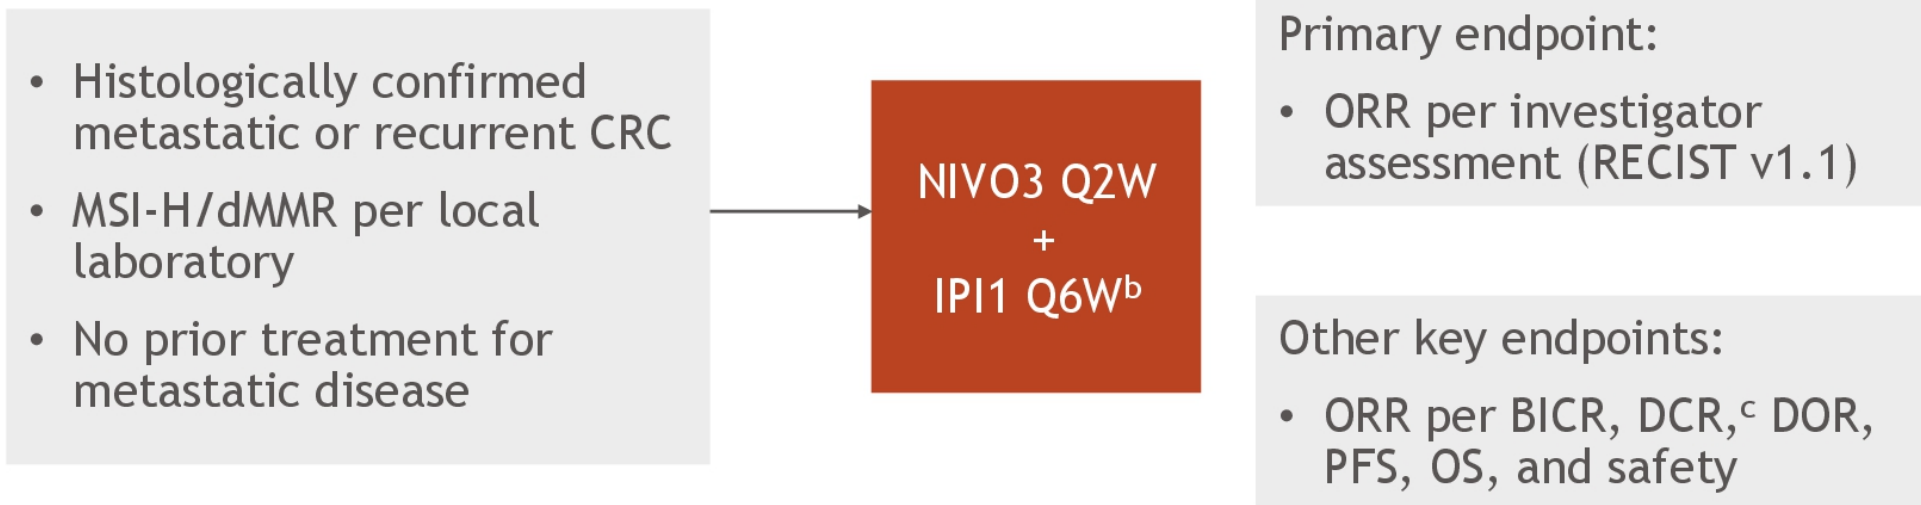 • Histologically confirmed
metastatic or recurrent CRC
• MSI-H/dMMR per local
laboratory
• No prior treatment for
metastatic disease
NIVO3 Q2W
+
IPI1 Q6Wᵇ
Primary endpoint:
• ORR per investigator
assessment (RECIST v1.1)
Other key endpoints:
• ORR per BICR, DCR,ᶜ DOR,
PFS, OS, and safety